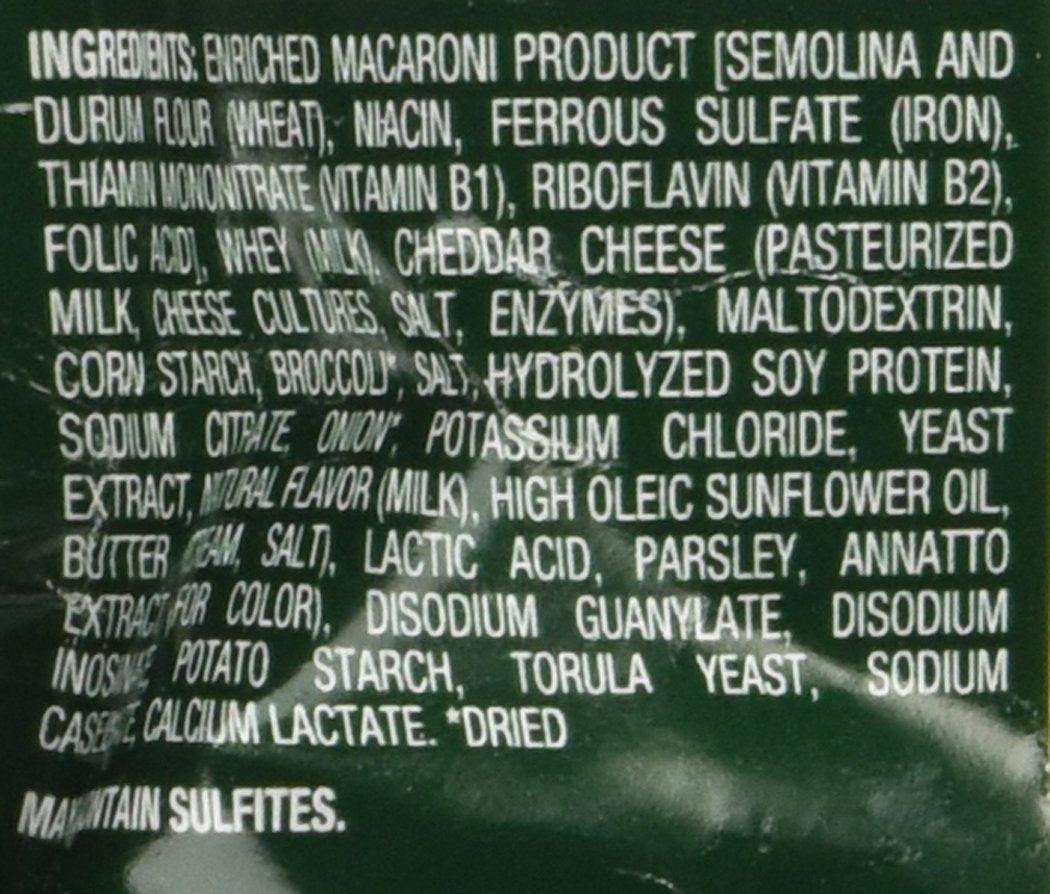 INGREDIENTS: ENRICHED MACARONI PRODUCT [SEMOLINA AND
DURUM FLOUR (WHEAT), NIACIN, FERROUS SULFATE (IRON),
THIAMIN MONONITRATE (VITAMIN B1), RIBOFLAVIN (VITAMIN B2),
FOLIC ACID], WHEY (MILK), CHEDDAR CHEESE (PASTEURIZED
MILK, CHEESE CULTURES, SALT, ENZYMES), MALTODEXTRIN,
CORN STARCH, BROCCOLI*, SALT, HYDROLYZED SOY PROTEIN,
SODIUM CITRATE, ONION*, POTASSIUM CHLORIDE, YEAST
EXTRACT, NATURAL FLAVOR (MILK), HIGH OLEIC SUNFLOWER OIL,
BUTTER (CREAM, SALT), LACTIC ACID, PARSLEY, ANNATTO
EXTRACT (FOR COLOR), DISODIUM GUANYLATE, DISODIUM
INOSINATE, POTATO STARCH, TORULA YEAST, SODIUM
CASEINATE, CALCIUM LACTATE. *DRIED
MAY CONTAIN SULFITES.